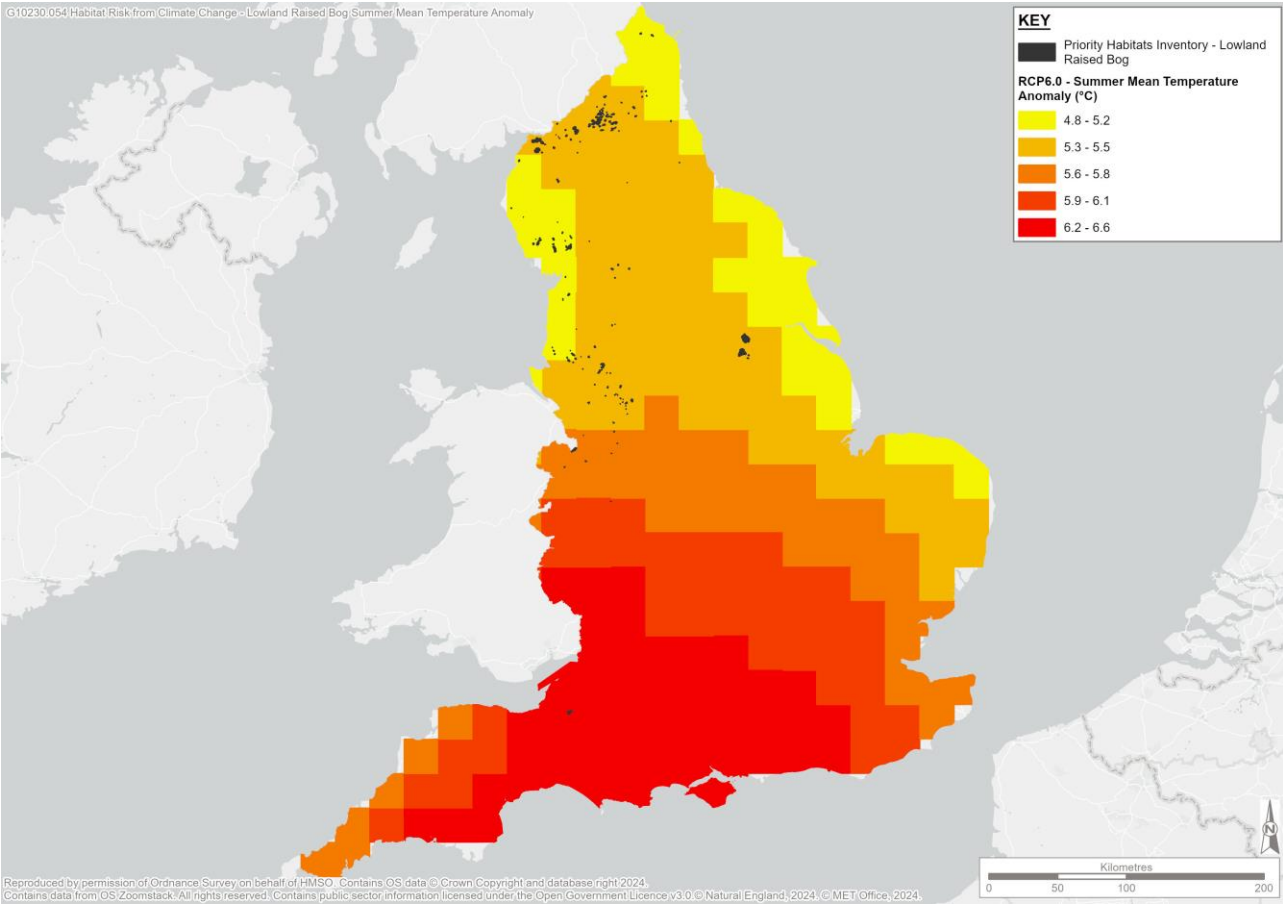 G10230.054 Habitat Risk from Climate Change - Lowland Raised Bog Summer Mean Temperature Anomaly
KEY
Priority Habitats Inventory - Lowland
Raised Bog
RCP6.0 - Summer Mean Temperature
Anomaly (°C)
4.8 - 5.2
5.3 - 5.5
5.6 - 5.8
5.9 - 6.1
6.2 - 6.6
N
Kilometres
0 50 100 200
Reproduced by permission of Ordnance Survey on behalf of HMSO. Contains OS data © Crown Copyright and database right 2024.
Contains data from OS Zoomstack. All rights reserved. Contains public sector information licensed under the Open Government Licence v3.0.© Natural England, 2024, © MET Office, 2024.